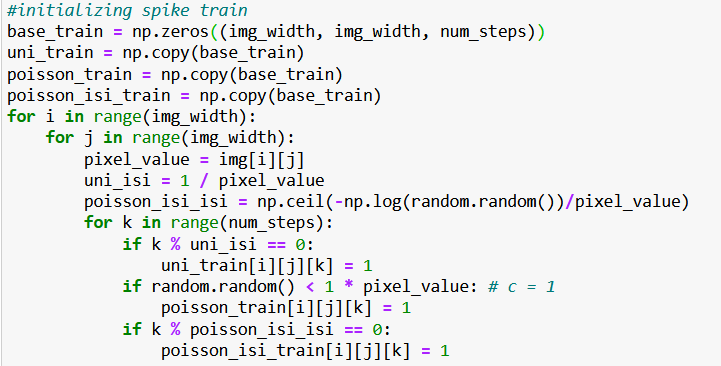 #initializing spike train
base_train = np.zeros((img_width, img_width, num_steps))
uni_train = np.copy(base_train)
poisson_train = np.copy(base_train)
poisson_isi_train = np.copy(base_train)
for i in range(img_width):
    for j in range(img_width):
        pixel_value = img[i][j]
        uni_isi = 1 / pixel_value
        poisson_isi_isi = np.ceil(-np.log(random.random())/pixel_value)
        for k in range(num_steps):
            if k % uni_isi == 0:
                uni_train[i][j][k] = 1
            if random.random() < 1 * pixel_value: # c = 1
                poisson_train[i][j][k] = 1
            if k % poisson_isi_isi == 0:
                poisson_isi_train[i][j][k] = 1